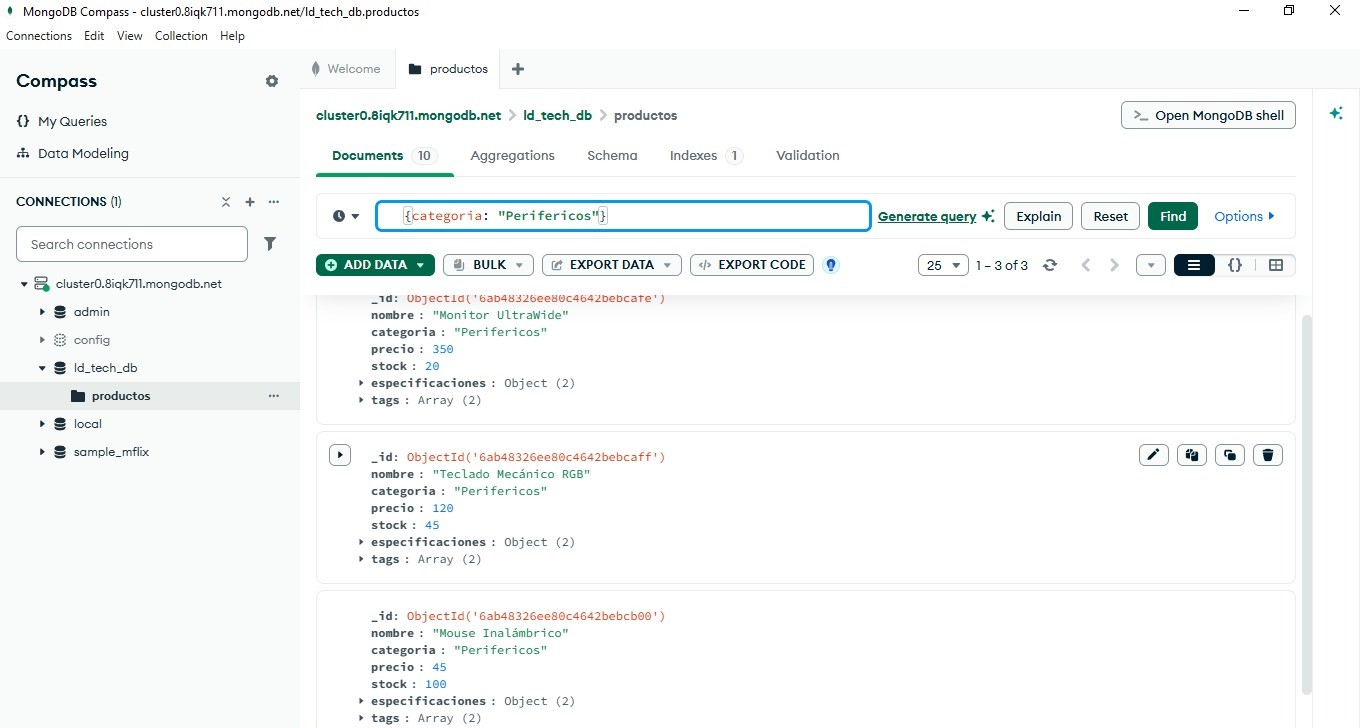 MongoDB Compass - cluster0.8iqk711.mongodb.net/ld_tech_db.productos
Connections Edit View Collection Help
Compass
My Queries
Data Modeling
CONNECTIONS (1)
Search connections
cluster0.8iqk711.mongodb.net
admin
config
ld_tech_db
productos
local
sample_mflix
Welcome
productos
cluster0.8iqk711.mongodb.net > ld_tech_db > productos
>_ Open MongoDB shell
Documents 10 Aggregations Schema Indexes 1 Validation
{categoria: "Perifericos"}
Generate query Explain Reset Find Options
ADD DATA BULK EXPORT DATA EXPORT CODE 25 1 – 3 of 3
_id: ObjectId('6ab48326ee80c4642bebcafe')
nombre : "Monitor UltraWide"
categoria : "Perifericos"
precio : 350
stock : 20
especificaciones : Object (2)
tags : Array (2)
_id: ObjectId('6ab48326ee80c4642bebcaff')
nombre : "Teclado Mecánico RGB"
categoria : "Perifericos"
precio : 120
stock : 45
especificaciones : Object (2)
tags : Array (2)
_id: ObjectId('6ab48326ee80c4642bebcb00')
nombre : "Mouse Inalámbrico"
categoria : "Perifericos"
precio : 45
stock : 100
especificaciones : Object (2)
tags : Array (2)